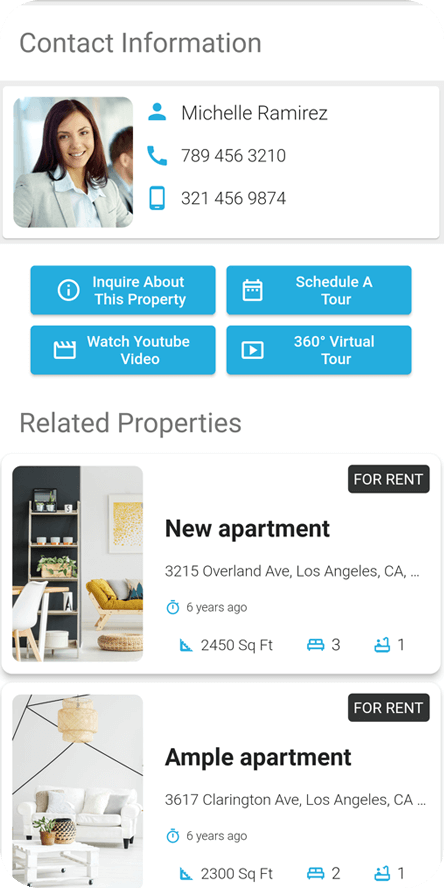 Contact Information
Michelle Ramirez
789 456 3210
321 456 9874
Inquire About
This Property
Schedule A
Tour
Watch Youtube
Video
360° Virtual
Tour
Related Properties
FOR RENT
New apartment
3215 Overland Ave, Los Angeles, CA, ...
6 years ago
2450 Sq Ft 3 1
FOR RENT
Ample apartment
3617 Clarington Ave, Los Angeles, CA ...
6 years ago
2300 Sq Ft 2 1